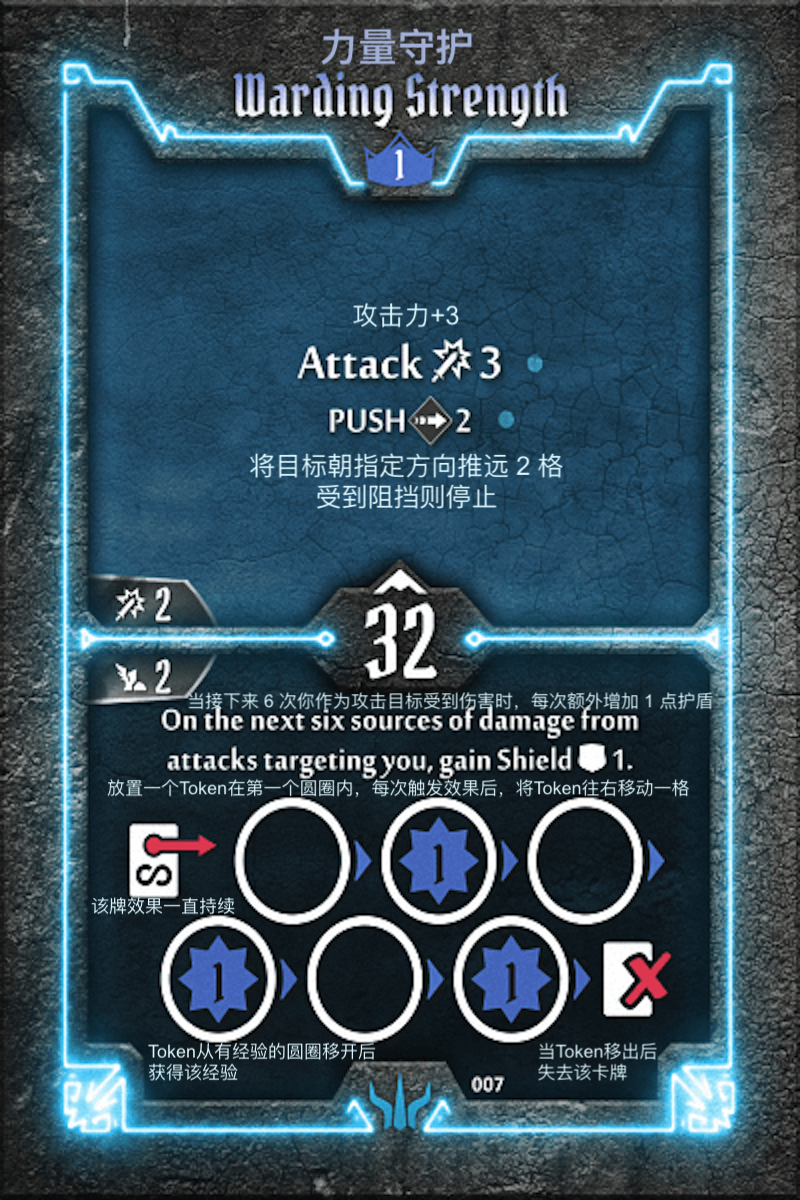 力量守护
Warding Strength
1
攻击力+3
Attack 3
PUSH 2
将目标朝指定方向推远 2 格
受到阻挡则停止
2
32
2
当接下来 6 次你作为攻击目标受到伤害时，每次额外增加 1 点护盾
On the next six sources of damage from
attacks targeting you, gain Shield 1.
放置一个Token在第一个圆圈内，每次触发效果后，将Token往右移动一格
S
1
该牌效果一直持续
1
1
Token从有经验的圆圈移开后
获得该经验
当Token移出后
失去该卡牌
007